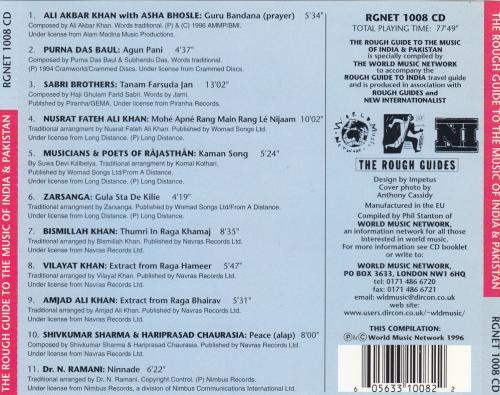 RGNET 1008 CD
THE ROUGH GUIDE TO THE MUSIC OF INDIA & PAKISTAN
1. ALI AKBAR KHAN with ASHA BHOSLE: Guru Bandana (prayer) 5'34"
Composed by Ali Akbar Khan. Words traditional. (P) & (C) 1996 AMMP/BMI.
Under license from Alam Madina Music Productions.
2. PURNA DAS BAUL: Agun Pani 4'37"
Composed by Purna Das Baul & Subhendu Das. Words traditional.
(P) 1994 Cramworld/Crammed Discs. Under license from Crammed Discs.
3. SABRI BROTHERS: Tanam Farsuda Jan 13'02"
Composed by Haji Ghulam Farid Sabri. Words by Jami.
Published by Piranha/GEMA. Under license from Piranha Records.
4. NUSRAT FATEH ALI KHAN: Mohé Apné Rang Main Rang Lé Nijaam 10'02"
Traditional arrangement by Nusrat Fateh Ali Khan. Published by Womad Songs Ltd.
Under license from Long Distance. (P) Long Distance.
5. MUSICIANS & POETS OF RÅJASTHÅN: Kaman Song 5'24"
By Suwa Devi Kälbelya. Traditional arrangement by Komal Kothari.
Published by Womad Songs Ltd/From A Distance.
Under license from Long Distance. (P) Long Distance.
6. ZARSANGA: Gula Sta De Kilie 4'19"
Traditional arrangment by Zarsanga. Published by Womad Songs Ltd/From A Distance.
Under license from Long Distance. (P) Long Distance.
7. BISMILLAH KHAN: Thumri In Raga Khamaj 8'35"
Traditional arranged by Bismillah Khan. Published by Navras Records Ltd.
Under license from Navras Records Ltd.
8. VILAYAT KHAN: Extract from Raga Hameer 5'47"
Traditional arranged by Vilayat Khan. Published by Navras Records Ltd.
Under license from Navras Records Ltd.
9. AMJAD ALI KHAN: Extract from Raga Bhairav 5'31"
Traditional arranged by Amjad Ali Khan. Published by Navras Records Ltd.
Under license from Navras Records Ltd.
10. SHIVKUMAR SHARMA & HARIPRASAD CHAURASIA: Peace (alap) 8'00"
Composed by Shivkumar Sharma & Hariprasad Chaurasia. Published by Navras Records Ltd.
Under license from Navras Records Ltd.
11. Dr. N. RAMANI: Ninnade 6'22"
Traditional arranged by Dr. N. Ramani. Copyright Control. (P) Nimbus Records.
Under license from Nimbus Records, a division of Nimbus Communications International Ltd.
RGNET 1008 CD
TOTAL PLAYING TIME: 77'49"
THE ROUGH GUIDE TO THE MUSIC
OF INDIA & PAKISTAN
is specially compiled by
THE WORLD MUSIC NETWORK
to accompany the
ROUGH GUIDE TO INDIA travel guide
and is produced in association with
ROUGH GUIDES and
NEW INTERNATIONALIST
NI
THE ROUGH GUIDES
Design by Impetus
Cover photo by
Anthony Cassidy
Manufactured in the EU
Compiled by Phil Stanton of
WORLD MUSIC NETWORK,
an information network for all those
interested in world music.
For more information see CD booklet
or write to:
WORLD MUSIC NETWORK,
PO BOX 3633, LONDON NW1 6HQ
tel: 0171 486 6720
fax: 0171 486 6721
email: wldmusic@dircon.co.uk
web-site:
www.users.dircon.co.uk/~wldmusic/
THIS COMPILATION:
(P)&(C) World Music Network 1996
6 05633 10082 2
THE ROUGH GUIDE TO THE MUSIC OF INDIA & PAKISTAN
RGNET 1008 CD